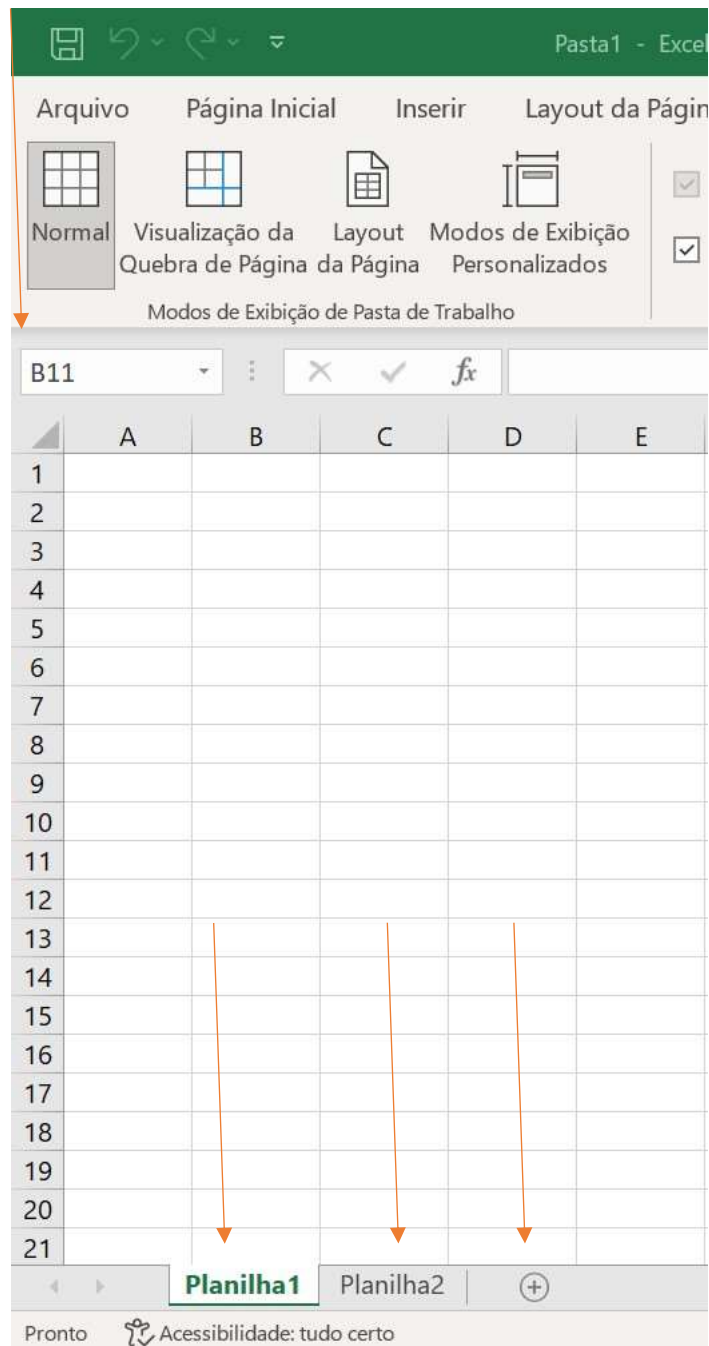 Pasta1 - Excel
Arquivo Página Inicial Inserir Layout da Págin
Normal Visualização da Quebra de Página Layout da Página Modos de Exibição Personalizados
Modos de Exibição de Pasta de Trabalho
B11 fx
A B C D E
1
2
3
4
5
6
7
8
9
10
11
12
13
14
15
16
17
18
19
20
21
Planilha1 Planilha2
Pronto Acessibilidade: tudo certo